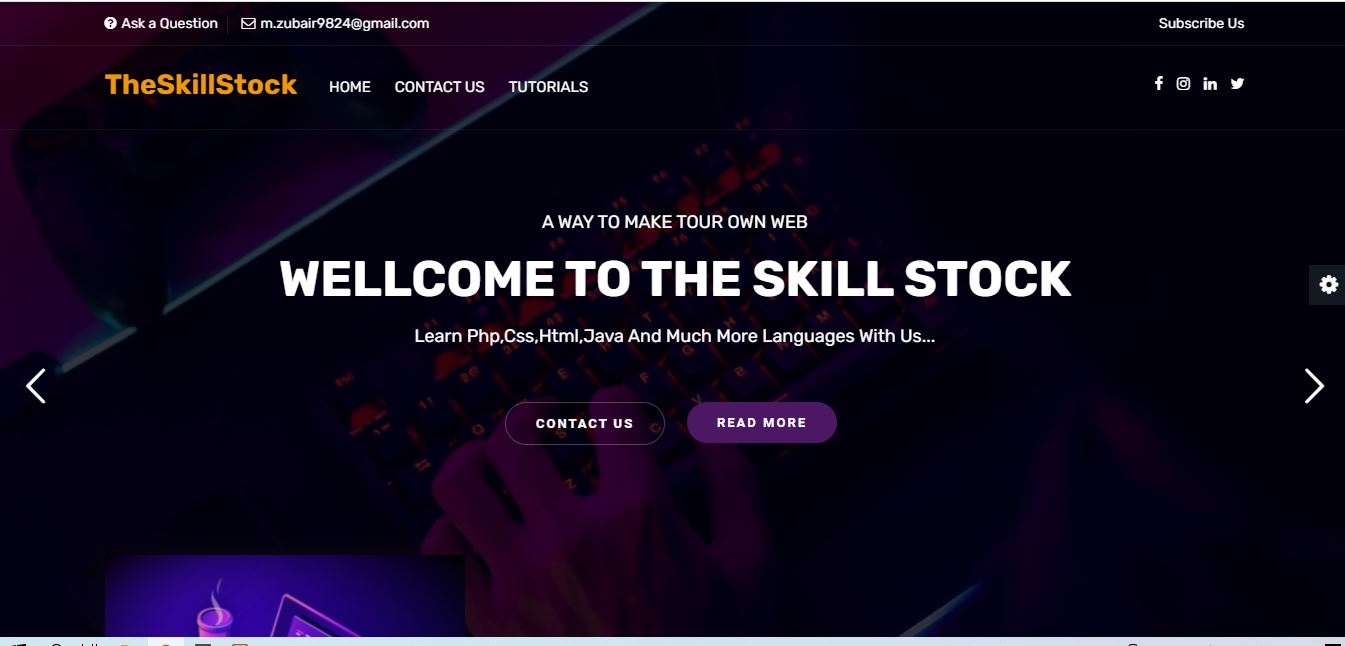 Ask a Question
m.zubair9824@gmail.com
Subscribe Us
TheSkillStock
HOME
CONTACT US
TUTORIALS
A WAY TO MAKE TOUR OWN WEB
WELLCOME TO THE SKILL STOCK
Learn Php,Css,Html,Java And Much More Languages With Us...
CONTACT US
READ MORE